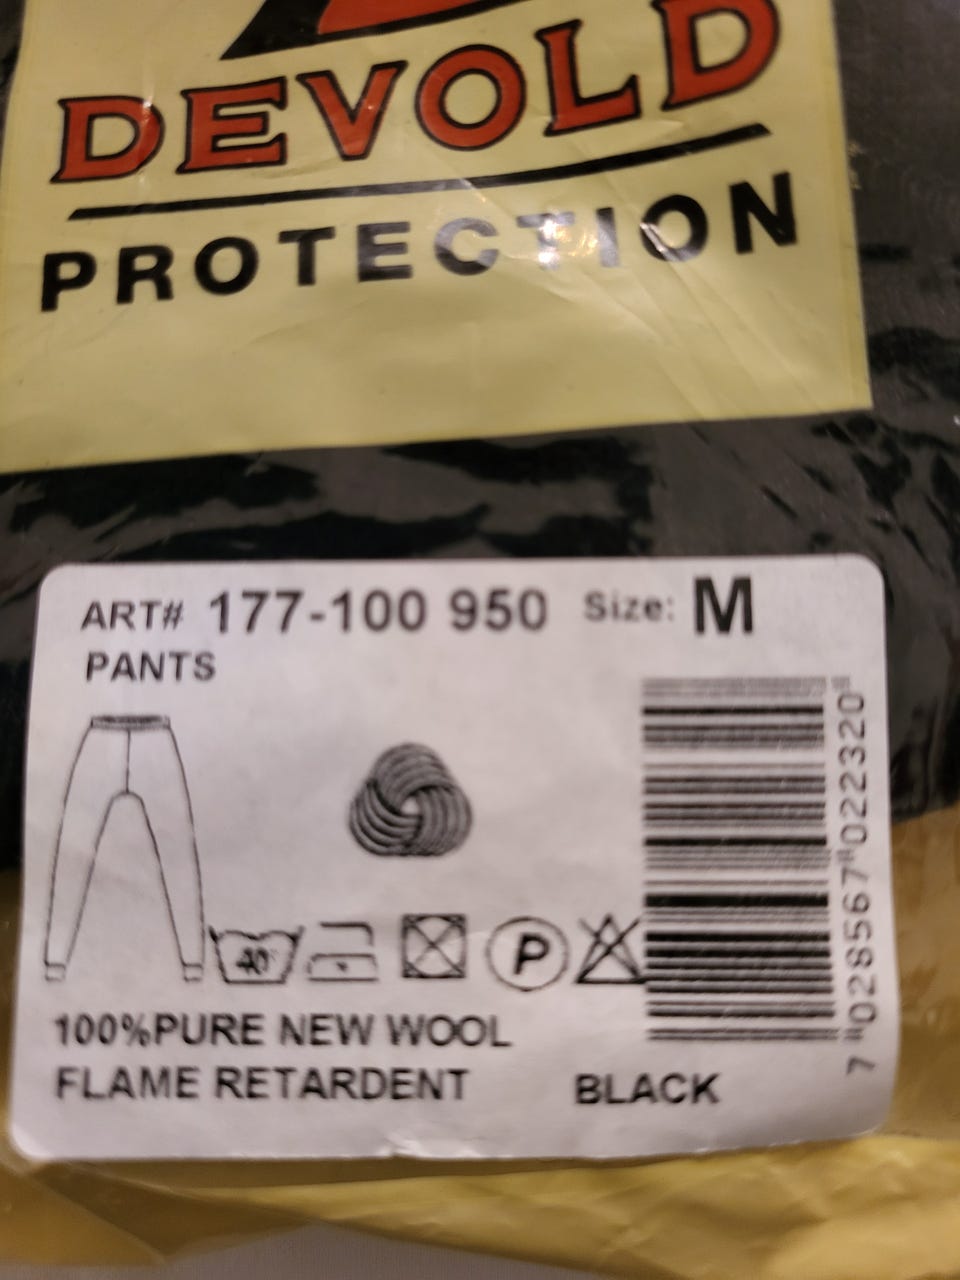 DEVOLD
PROTECTION
ART# 177-100 950 Size: M
PANTS
40°
P
100%PURE NEW WOOL
FLAME RETARDENT BLACK
7"028567"022320"